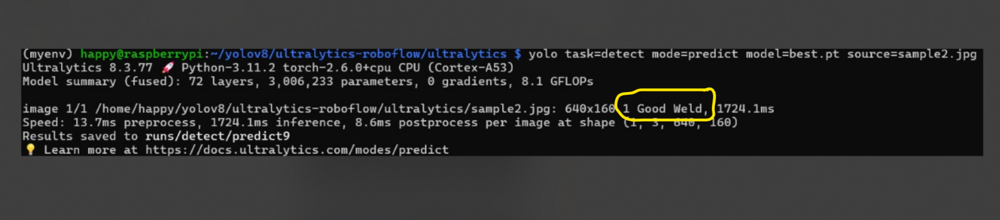 (myenv) happy@raspberrypi:~/yolov8/ultralytics-roboflow/ultralytics $ yolo task=detect mode=predict model=best.pt source=sample2.jpg
Ultralytics 8.3.77 🚀 Python-3.11.2 torch-2.6.0+cpu CPU (Cortex-A53)
Model summary (fused): 72 layers, 3,006,233 parameters, 0 gradients, 8.1 GFLOPs
image 1/1 /home/happy/yolov8/ultralytics-roboflow/ultralytics/sample2.jpg: 640x160 1 Good Weld, 1724.1ms
Speed: 13.7ms preprocess, 1724.1ms inference, 8.6ms postprocess per image at shape (1, 3, 640, 160)
Results saved to runs/detect/predict9
💡 Learn more at https://docs.ultralytics.com/modes/predict